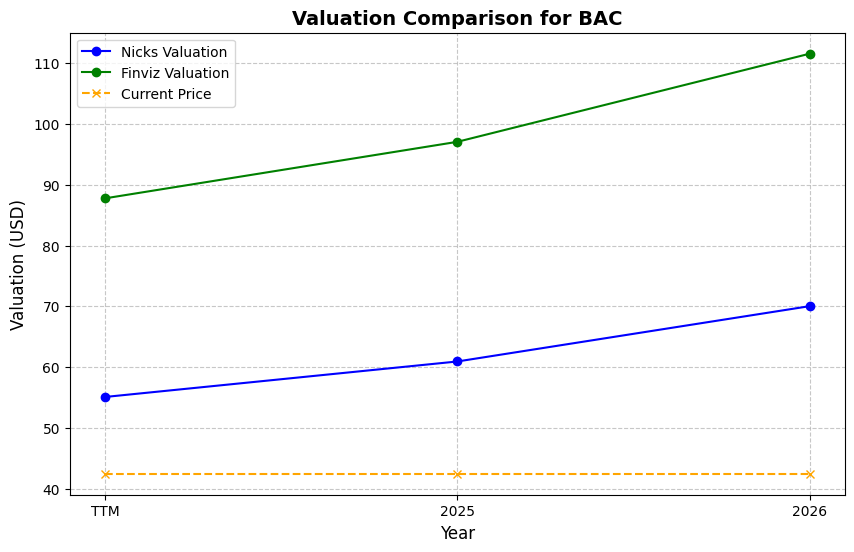 Valuation Comparison for BAC
Nicks Valuation
Finviz Valuation
Current Price
Valuation (USD)
110
100
90
80
70
60
50
40
TTM
2025
2026
Year